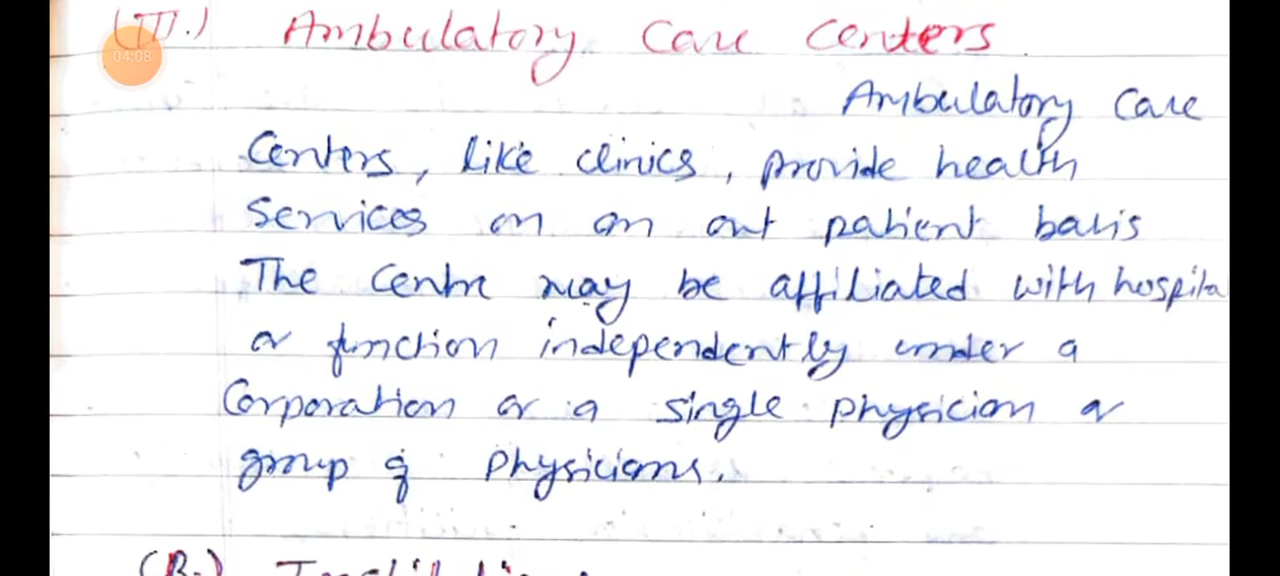 (III.) Ambulatory Care Centers
04:08
Ambulatory Care
Centers, like clinics, provide health
services on an out patient basis
The centre may be affiliated with hospita
or function independently under a
Corporation or a single physician or
group of physicians.
(B.)